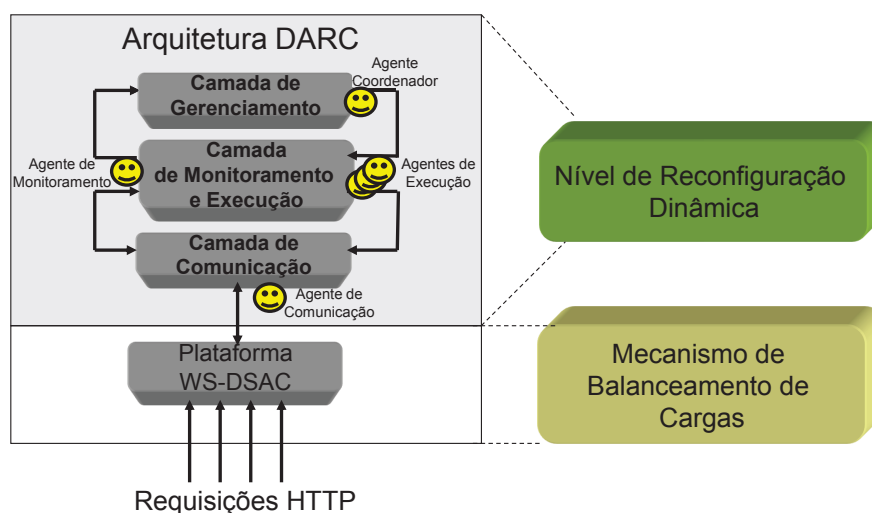 Arquitetura DARC
Agente
Coordenador
Camada de
Gerenciamento
Agente de
Monitoramento
Camada
de Monitoramento
e Execução
Agentes de
Execução
Camada de
Comunicação
Agente de
Comunicação
Plataforma
WS-DSAC
Requisições HTTP
Nível de Reconfiguração
Dinâmica
Mecanismo de
Balanceamento de
Cargas